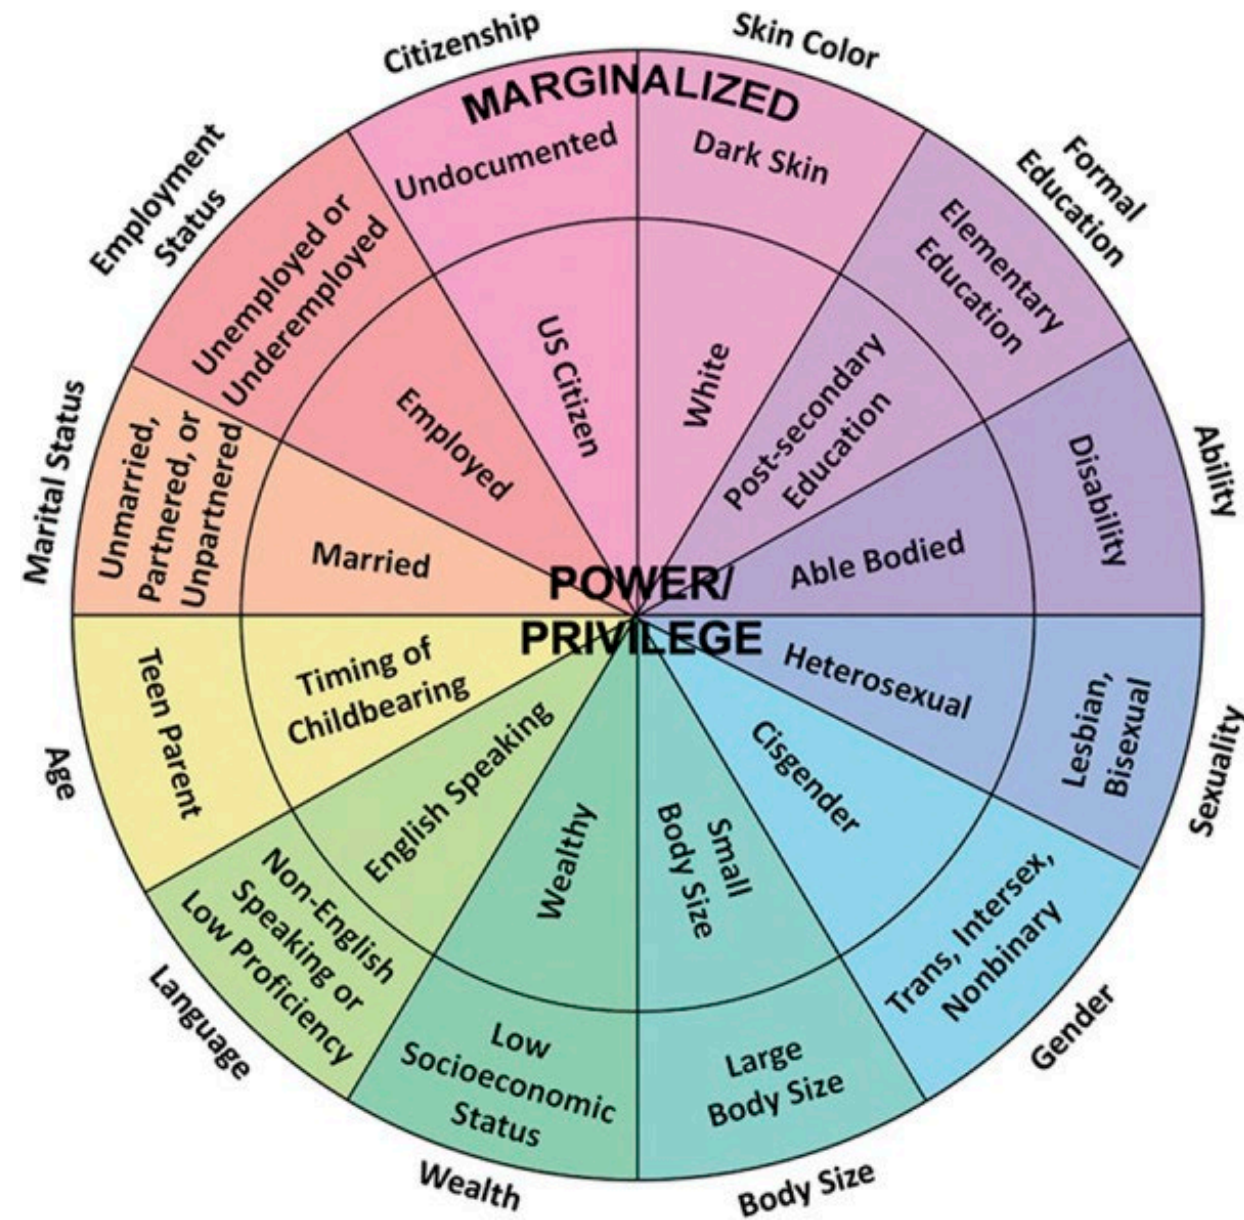 Citizenship
Skin Color
Formal
Education
Ability
Sexuality
Gender
Body Size
Wealth
Language
Age
Marital Status
Employment
Status
MARGINALIZED
Undocumented
Dark Skin
Elementary
Education
Disability
Lesbian,
Bisexual
Trans, Intersex,
Nonbinary
Large
Body Size
Low
Socioeconomic
Status
Non-English
Speaking or
Low Proficiency
Teen Parent
Unmarried,
Partnered, or
Unpartnered
Unemployed or
Underemployed
US Citizen
White
Post-secondary
Education
Able Bodied
Heterosexual
Cisgender
Small
Body Size
Wealthy
English Speaking
Timing of
Childbearing
Married
Employed
POWER/
PRIVILEGE